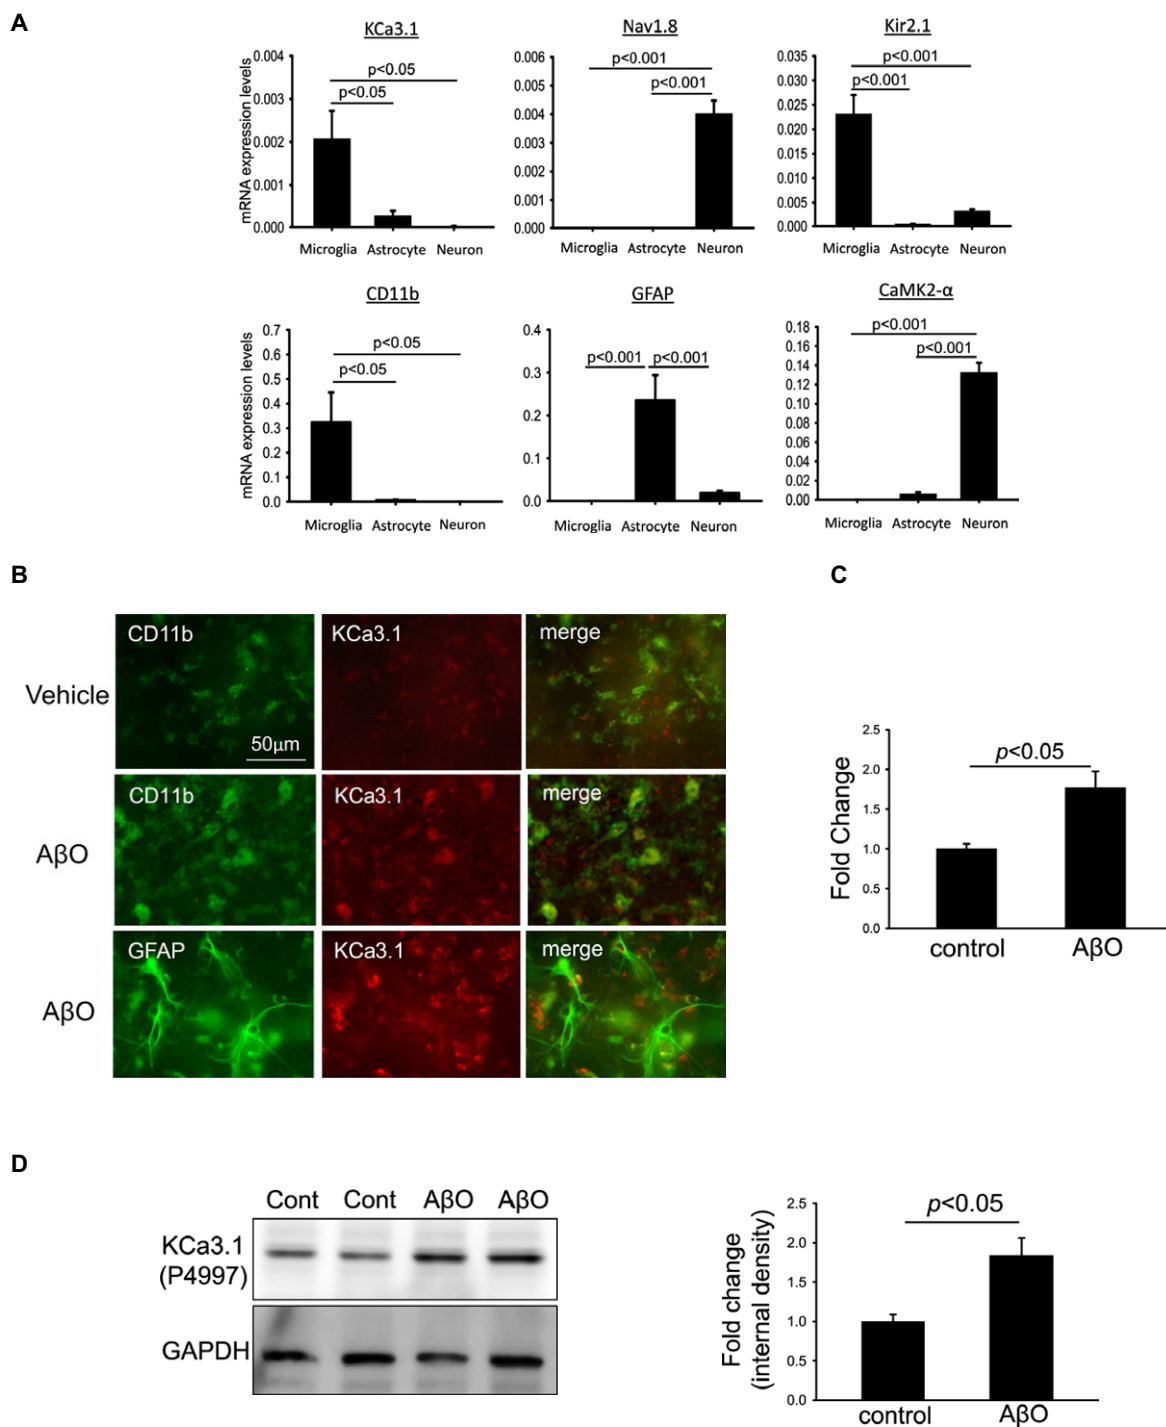 A
KCa3.1
mRNA expression levels
0.004
0.003
0.002
0.001
0.000
p<0.05
p<0.05
Microglia Astrocyte Neuron
Nav1.8
0.006
0.005
0.004
0.003
0.002
0.001
0.000
p<0.001
p<0.001
Microglia Astrocyte Neuron
Kir2.1
0.035
0.030
0.025
0.020
0.015
0.010
0.005
0.000
p<0.001
p<0.001
Microglia Astrocyte Neuron
CD11b
mRNA expression levels
0.7
0.6
0.5
0.4
0.3
0.2
0.1
0.0
p<0.05
p<0.05
Microglia Astrocyte Neuron
GFAP
0.4
0.3
0.2
0.1
0.0
p<0.001 p<0.001
Microglia Astrocyte Neuron
CaMK2-α
0.18
0.16
0.14
0.12
0.10
0.08
0.06
0.04
0.02
0.00
p<0.001
p<0.001
Microglia Astrocyte Neuron
B
Vehicle
CD11b
50μm
KCa3.1
merge
AβO
CD11b
KCa3.1
merge
AβO
GFAP
KCa3.1
merge
C
Fold Change
2.5
2.0
1.5
1.0
0.5
0.0
p<0.05
control AβO
D
Cont Cont AβO AβO
KCa3.1
(P4997)
GAPDH
Fold change
(internal density)
2.5
2.0
1.5
1.0
0.5
0.0
p<0.05
control AβO